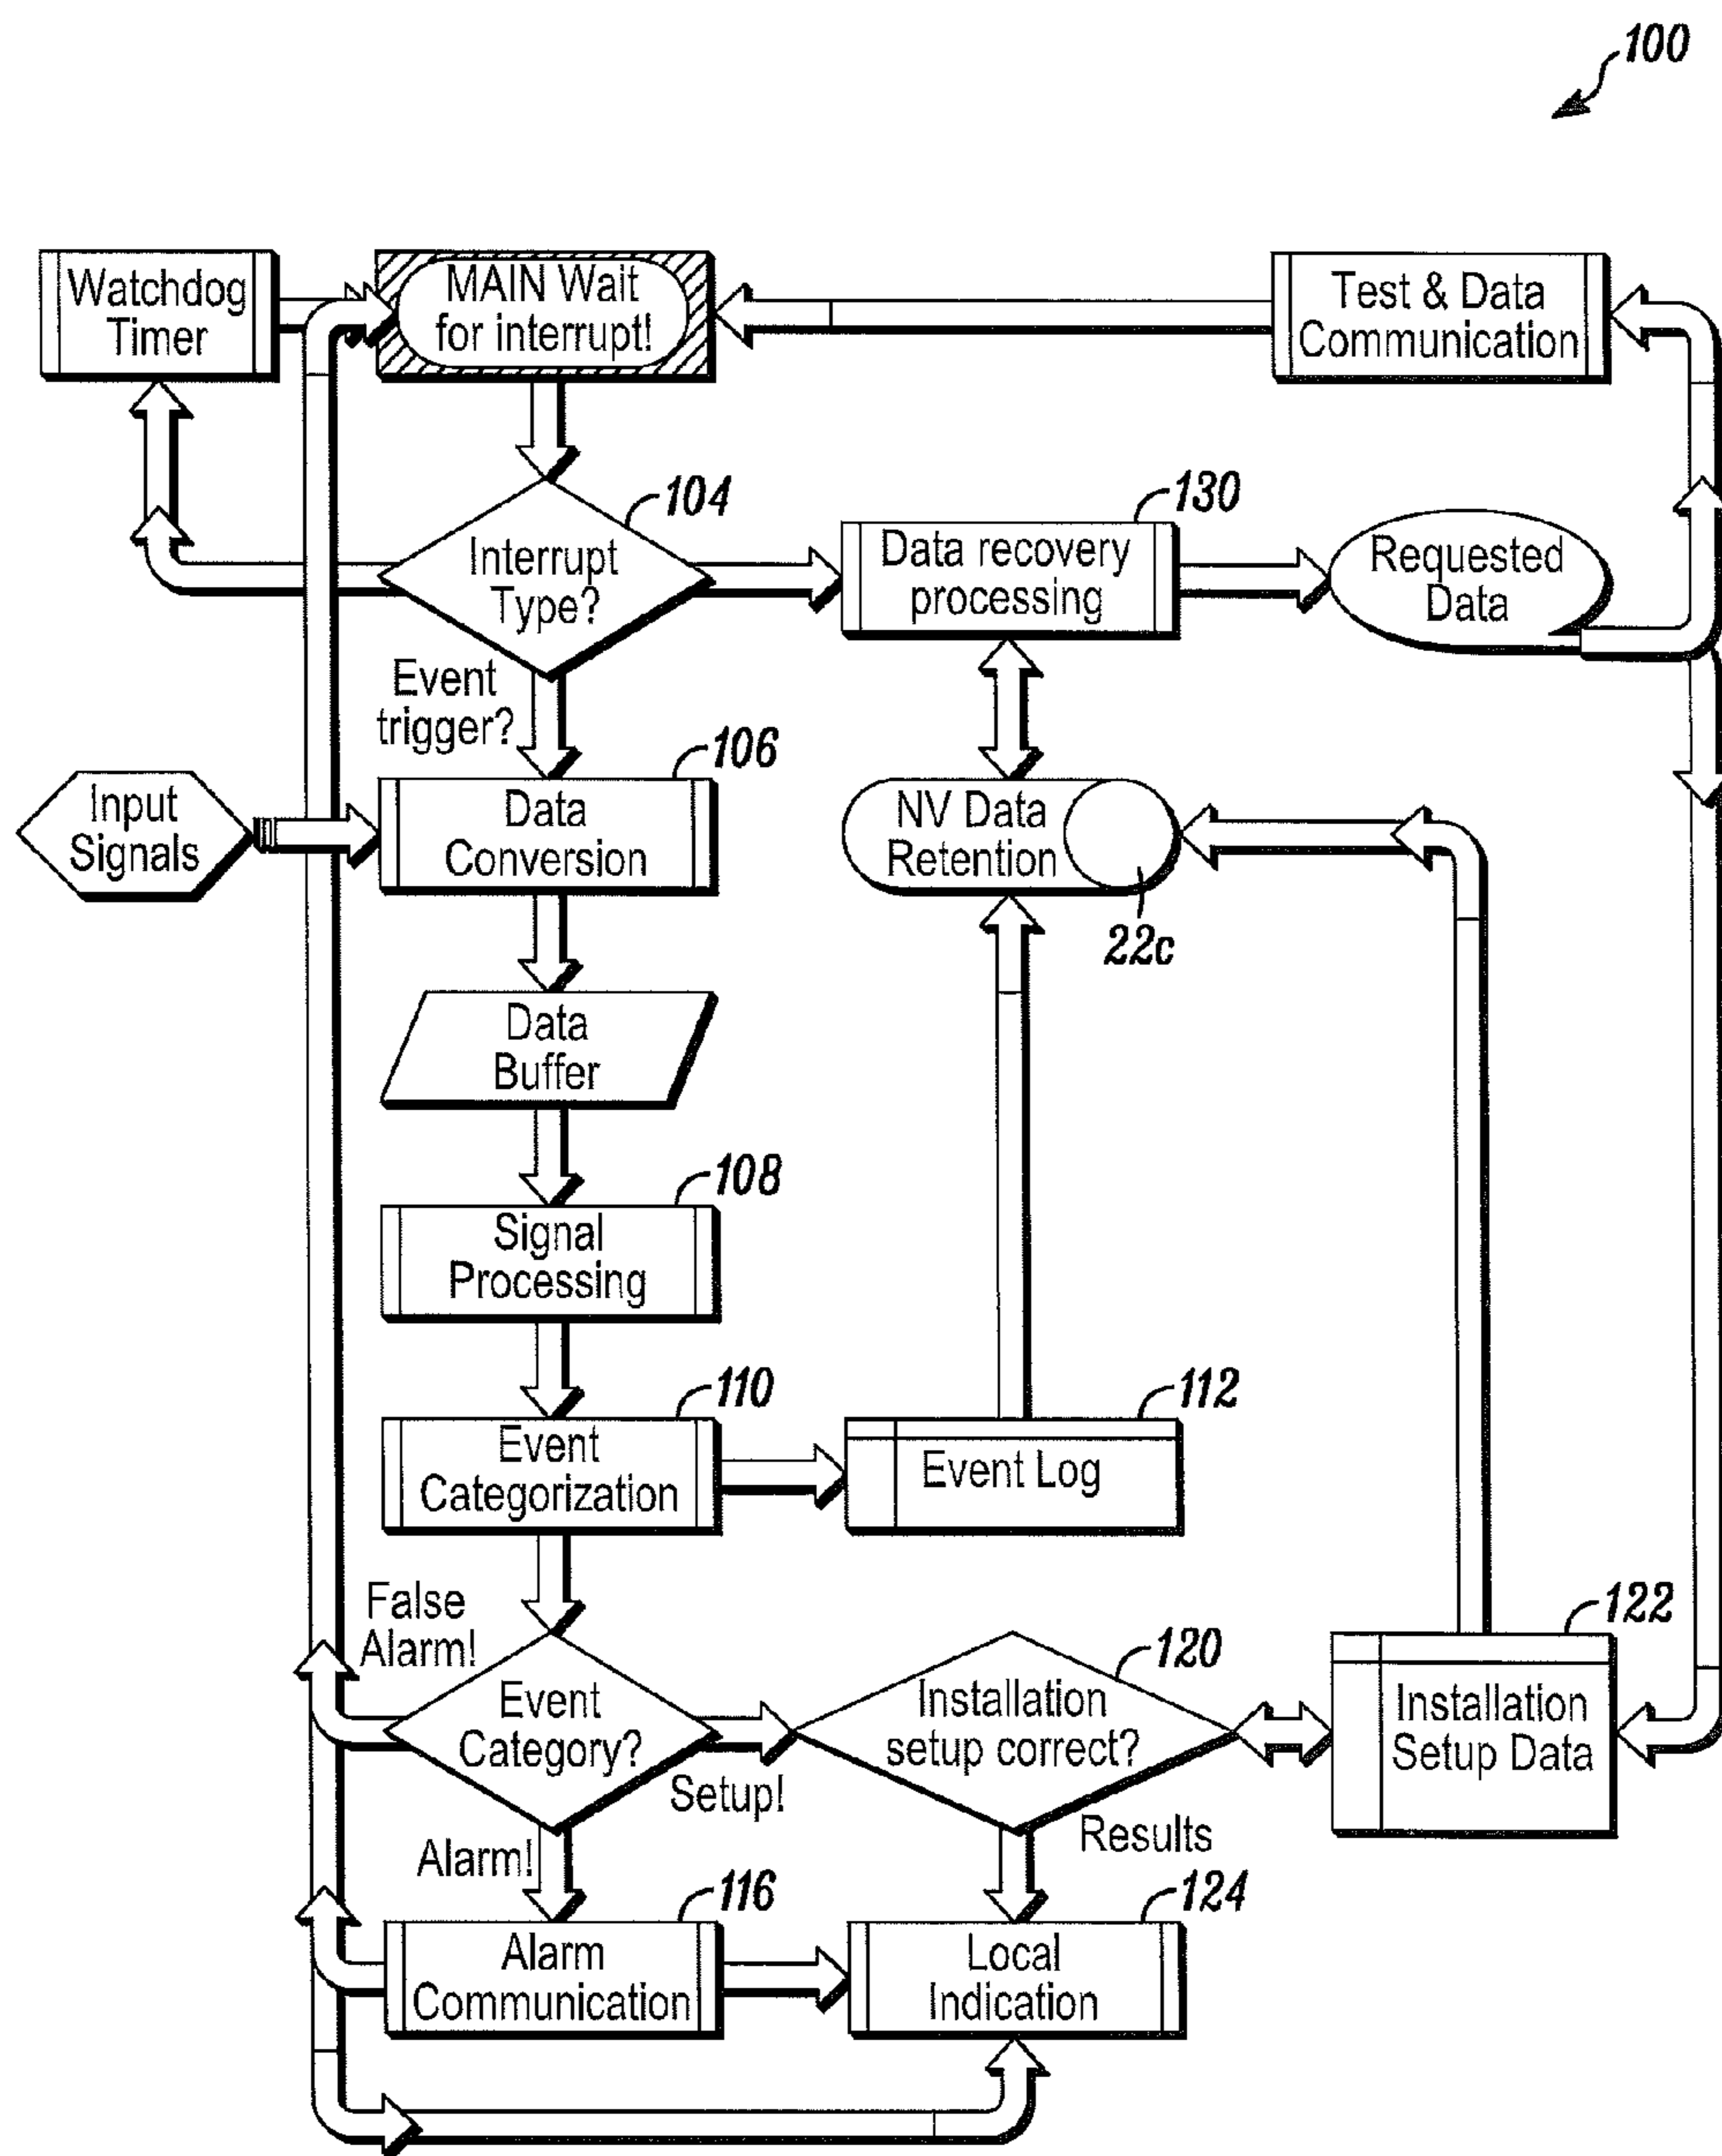 100
Watchdog
Timer
MAIN Wait
for interrupt!
Test & Data
Communication
104
Interrupt
Type?
130
Data recovery
processing
Requested
Data
Event
trigger?
106
Input
Signals
Data
Conversion
NV Data
Retention
22c
Data
Buffer
108
Signal
Processing
110
Event
Categorization
112
Event Log
False
Alarm!
Event
Category?
Setup!
120
Installation
setup correct?
122
Installation
Setup Data
Alarm!
Results
116
Alarm
Communication
124
Local
Indication